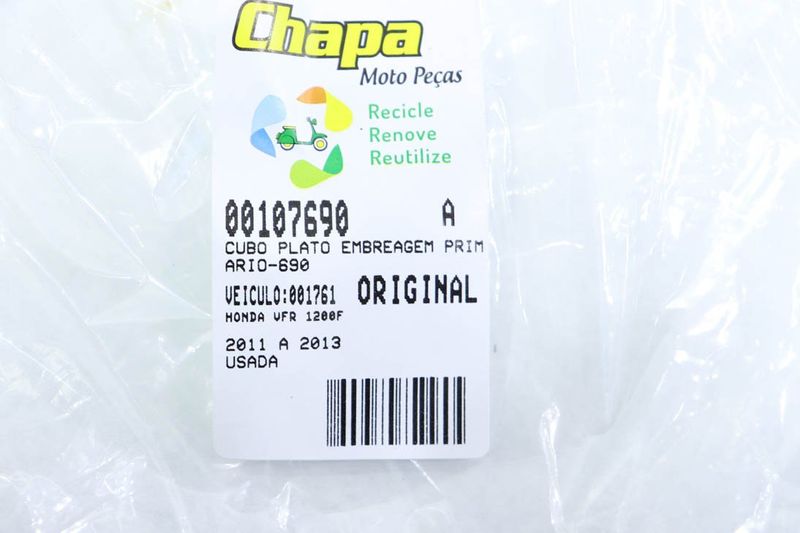 Chapa
Moto Peças
Recicle
Renove
Reutilize
00107690 A
CUBO PLATO EMBREAGEM PRIM
ARIO-690
VEICULO:001761 ORIGINAL
HONDA VFR 1200F
2011 A 2013
USADA